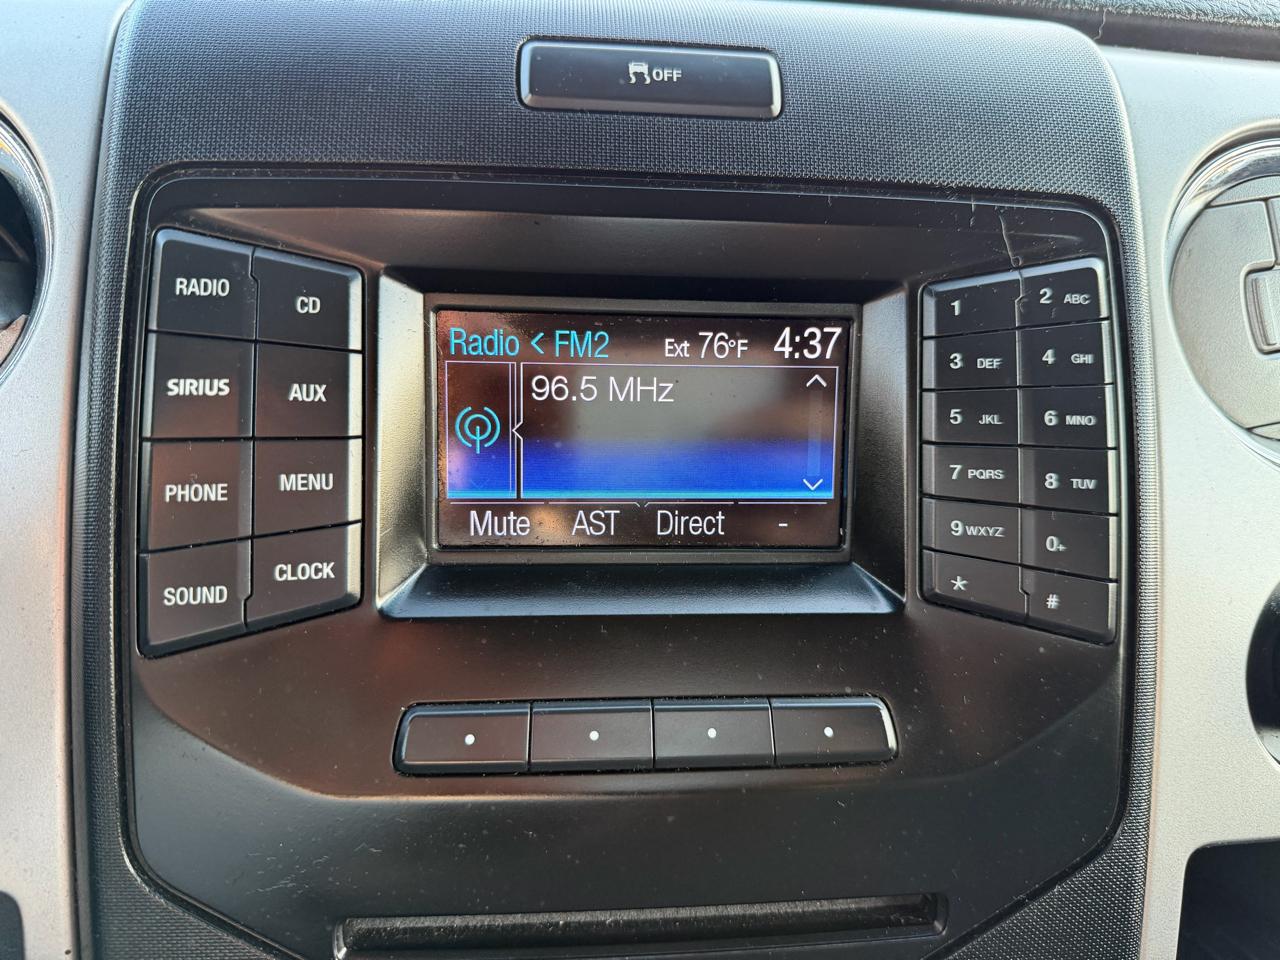 OFF
RADIO
CD
SIRIUS
AUX
PHONE
MENU
SOUND
CLOCK
Radio < FM2 Ext 76°F 4:37
96.5 MHz
Mute AST Direct -
1
2 ABC
3 DEF
4 GHI
5 JKL
6 MNO
7 PQRS
8 TUV
9 WXYZ
0+
*
#